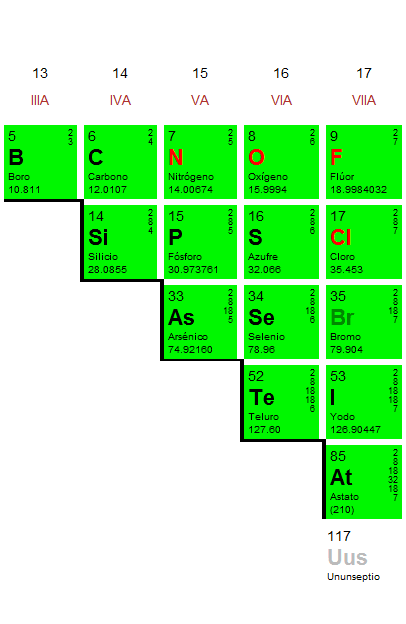 13 14 15 16 17
IIIA IVA VA VIA VIIA
5 2 6 2 7 2 8 2 9 2
3 4 5 6 7
B C N O F
Boro Carbono Nitrógeno Oxígeno Flúor
10.811 12.0107 14.00674 15.9994 18.9984032
14 2 15 2 16 2 17 2
8 8 8 8
4 5 6 7
Si P S Cl
Silicio Fósforo Azufre Cloro
28.0855 30.973761 32.066 35.453
33 2 34 2 35 2
8 8 8
18 18 18
5 6 7
As Se Br
Arsénico Selenio Bromo
74.92160 78.96 79.904
52 2 53 2
8 8
18 18
18 18
6 7
Te I
Teluro Yodo
127.60 126.90447
85 2
8
18
32
18
7
At
Astato
(210)
117
Uus
Ununseptio